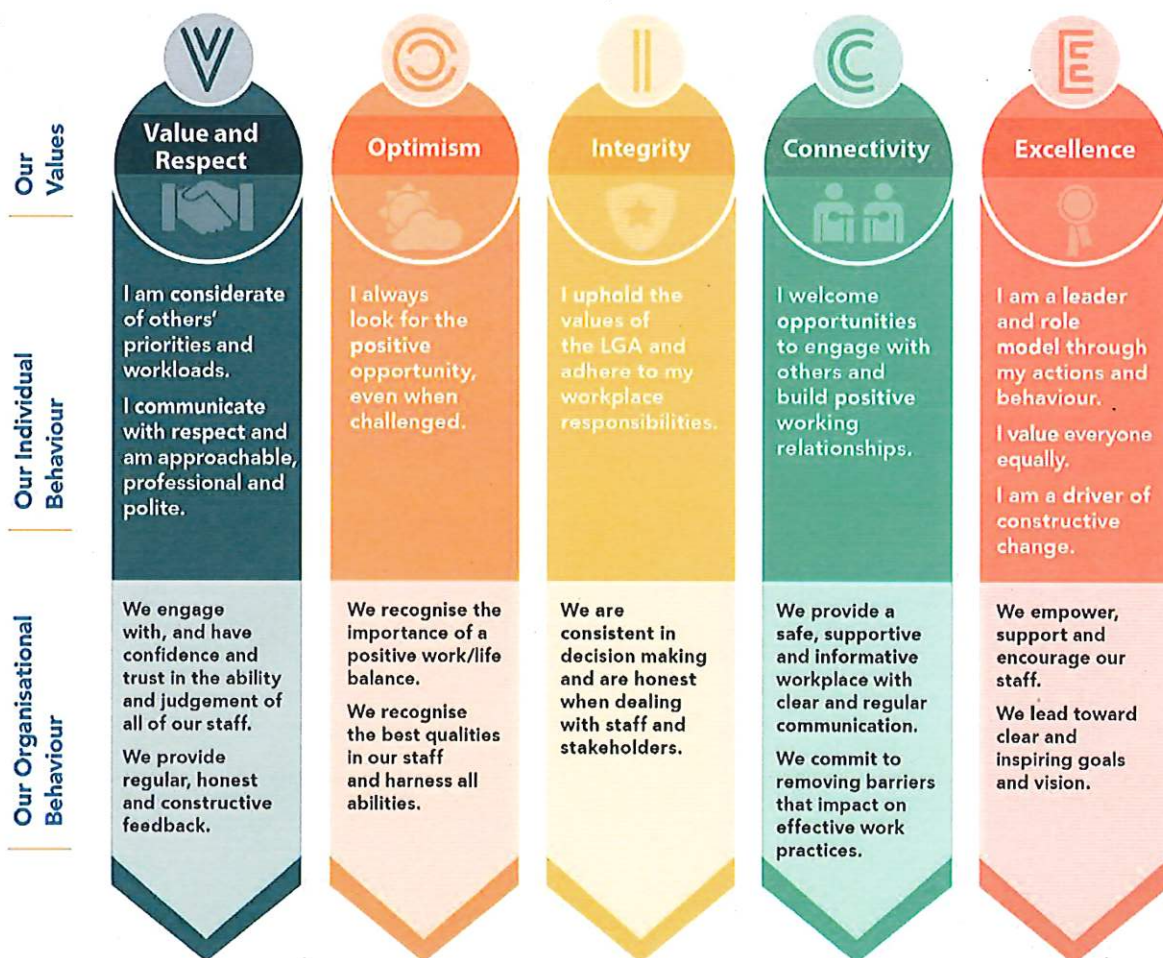 V
Value and
Respect
O
Optimism
I
Integrity
C
Connectivity
E
Excellence
Our
Values
Our Individual
Behaviour
I am considerate
of others'
priorities and
workloads.
I communicate
with respect and
am approachable,
professional and
polite.
I always
look for the
positive
opportunity,
even when
challenged.
I uphold the
values of
the LGA and
adhere to my
workplace
responsibilities.
I welcome
opportunities
to engage with
others and
build positive
working
relationships.
I am a leader
and role
model through
my actions and
behaviour.
I value everyone
equally.
I am a driver of
constructive
change.
Our Organisational
Behaviour
We engage
with, and have
confidence and
trust in the ability
and judgement of
all of our staff.
We provide
regular, honest
and constructive
feedback.
We recognise the
importance of a
positive work/life
balance.
We recognise
the best qualities
in our staff
and harness all
abilities.
We are
consistent in
decision making
and are honest
when dealing
with staff and
stakeholders.
We provide a
safe, supportive
and informative
workplace with
clear and regular
communication.
We commit to
removing barriers
that impact on
effective work
practices.
We empower,
support and
encourage our
staff.
We lead toward
clear and
inspiring goals
and vision.